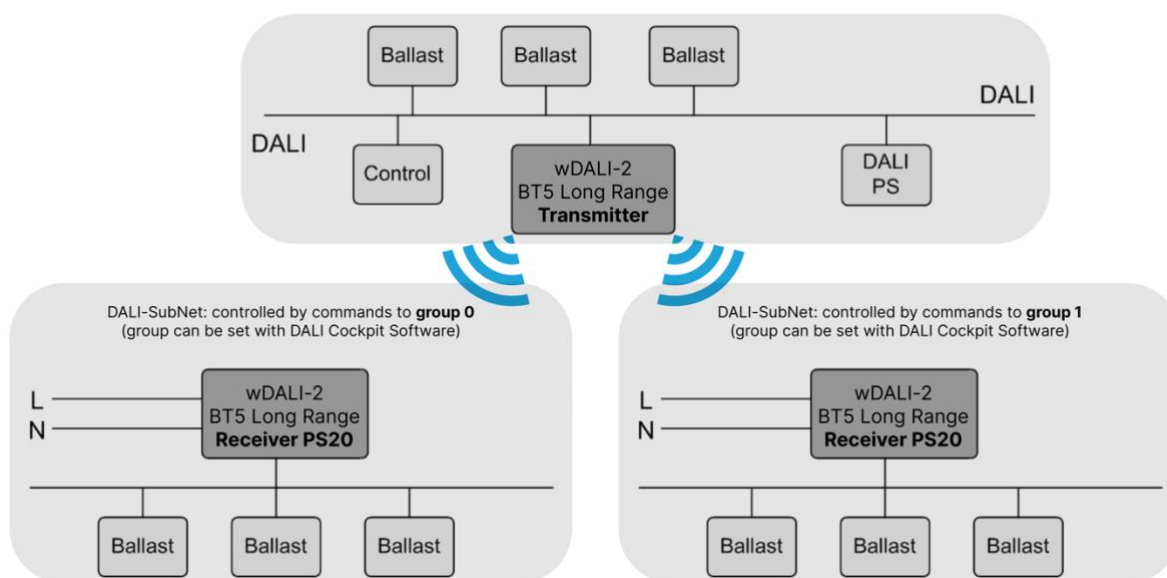 Ballast
Ballast
Ballast
DALI
DALI
Control
wDALI-2
BT5 Long Range
Transmitter
DALI
PS
DALI-SubNet: controlled by commands to group 0
(group can be set with DALI Cockpit Software)
L
N
wDALI-2
BT5 Long Range
Receiver PS20
Ballast
Ballast
Ballast
DALI-SubNet: controlled by commands to group 1
(group can be set with DALI Cockpit Software)
L
N
wDALI-2
BT5 Long Range
Receiver PS20
Ballast
Ballast
Ballast